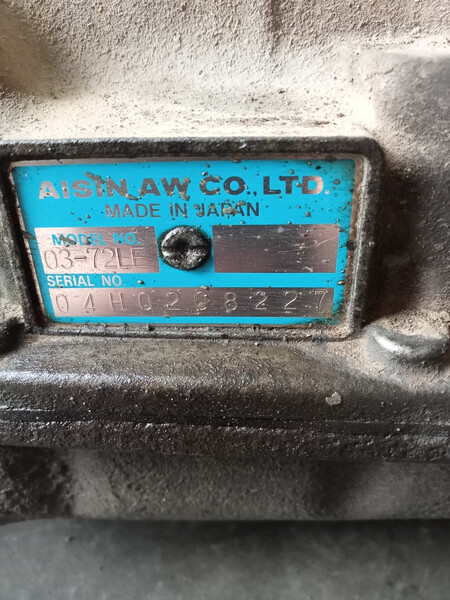 AISIN AW CO., LTD.
MADE IN JAPAN
MODEL NO.
03-72LE
SERIAL NO.
04H0208227